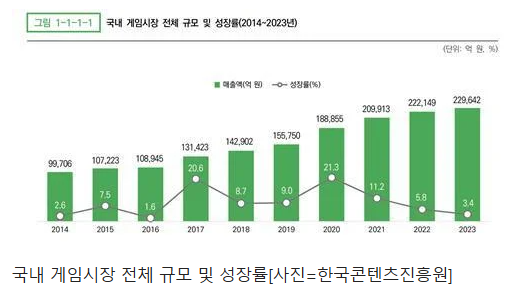 그림 1-1-1-1 국내 게임시장 전체 규모 및 성장률(2014~2023년)
(단위: 억 원, %)
매출액(억 원) 성장률(%)
99,706 107,223 108,945 131,423 142,902 155,750 188,855 209,913 222,149 229,642
2.6 7.5 1.6 20.6 8.7 9.0 21.3 11.2 5.8 3.4
2014 2015 2016 2017 2018 2019 2020 2021 2022 2023
국내 게임시장 전체 규모 및 성장률[사진=한국콘텐츠진흥원]